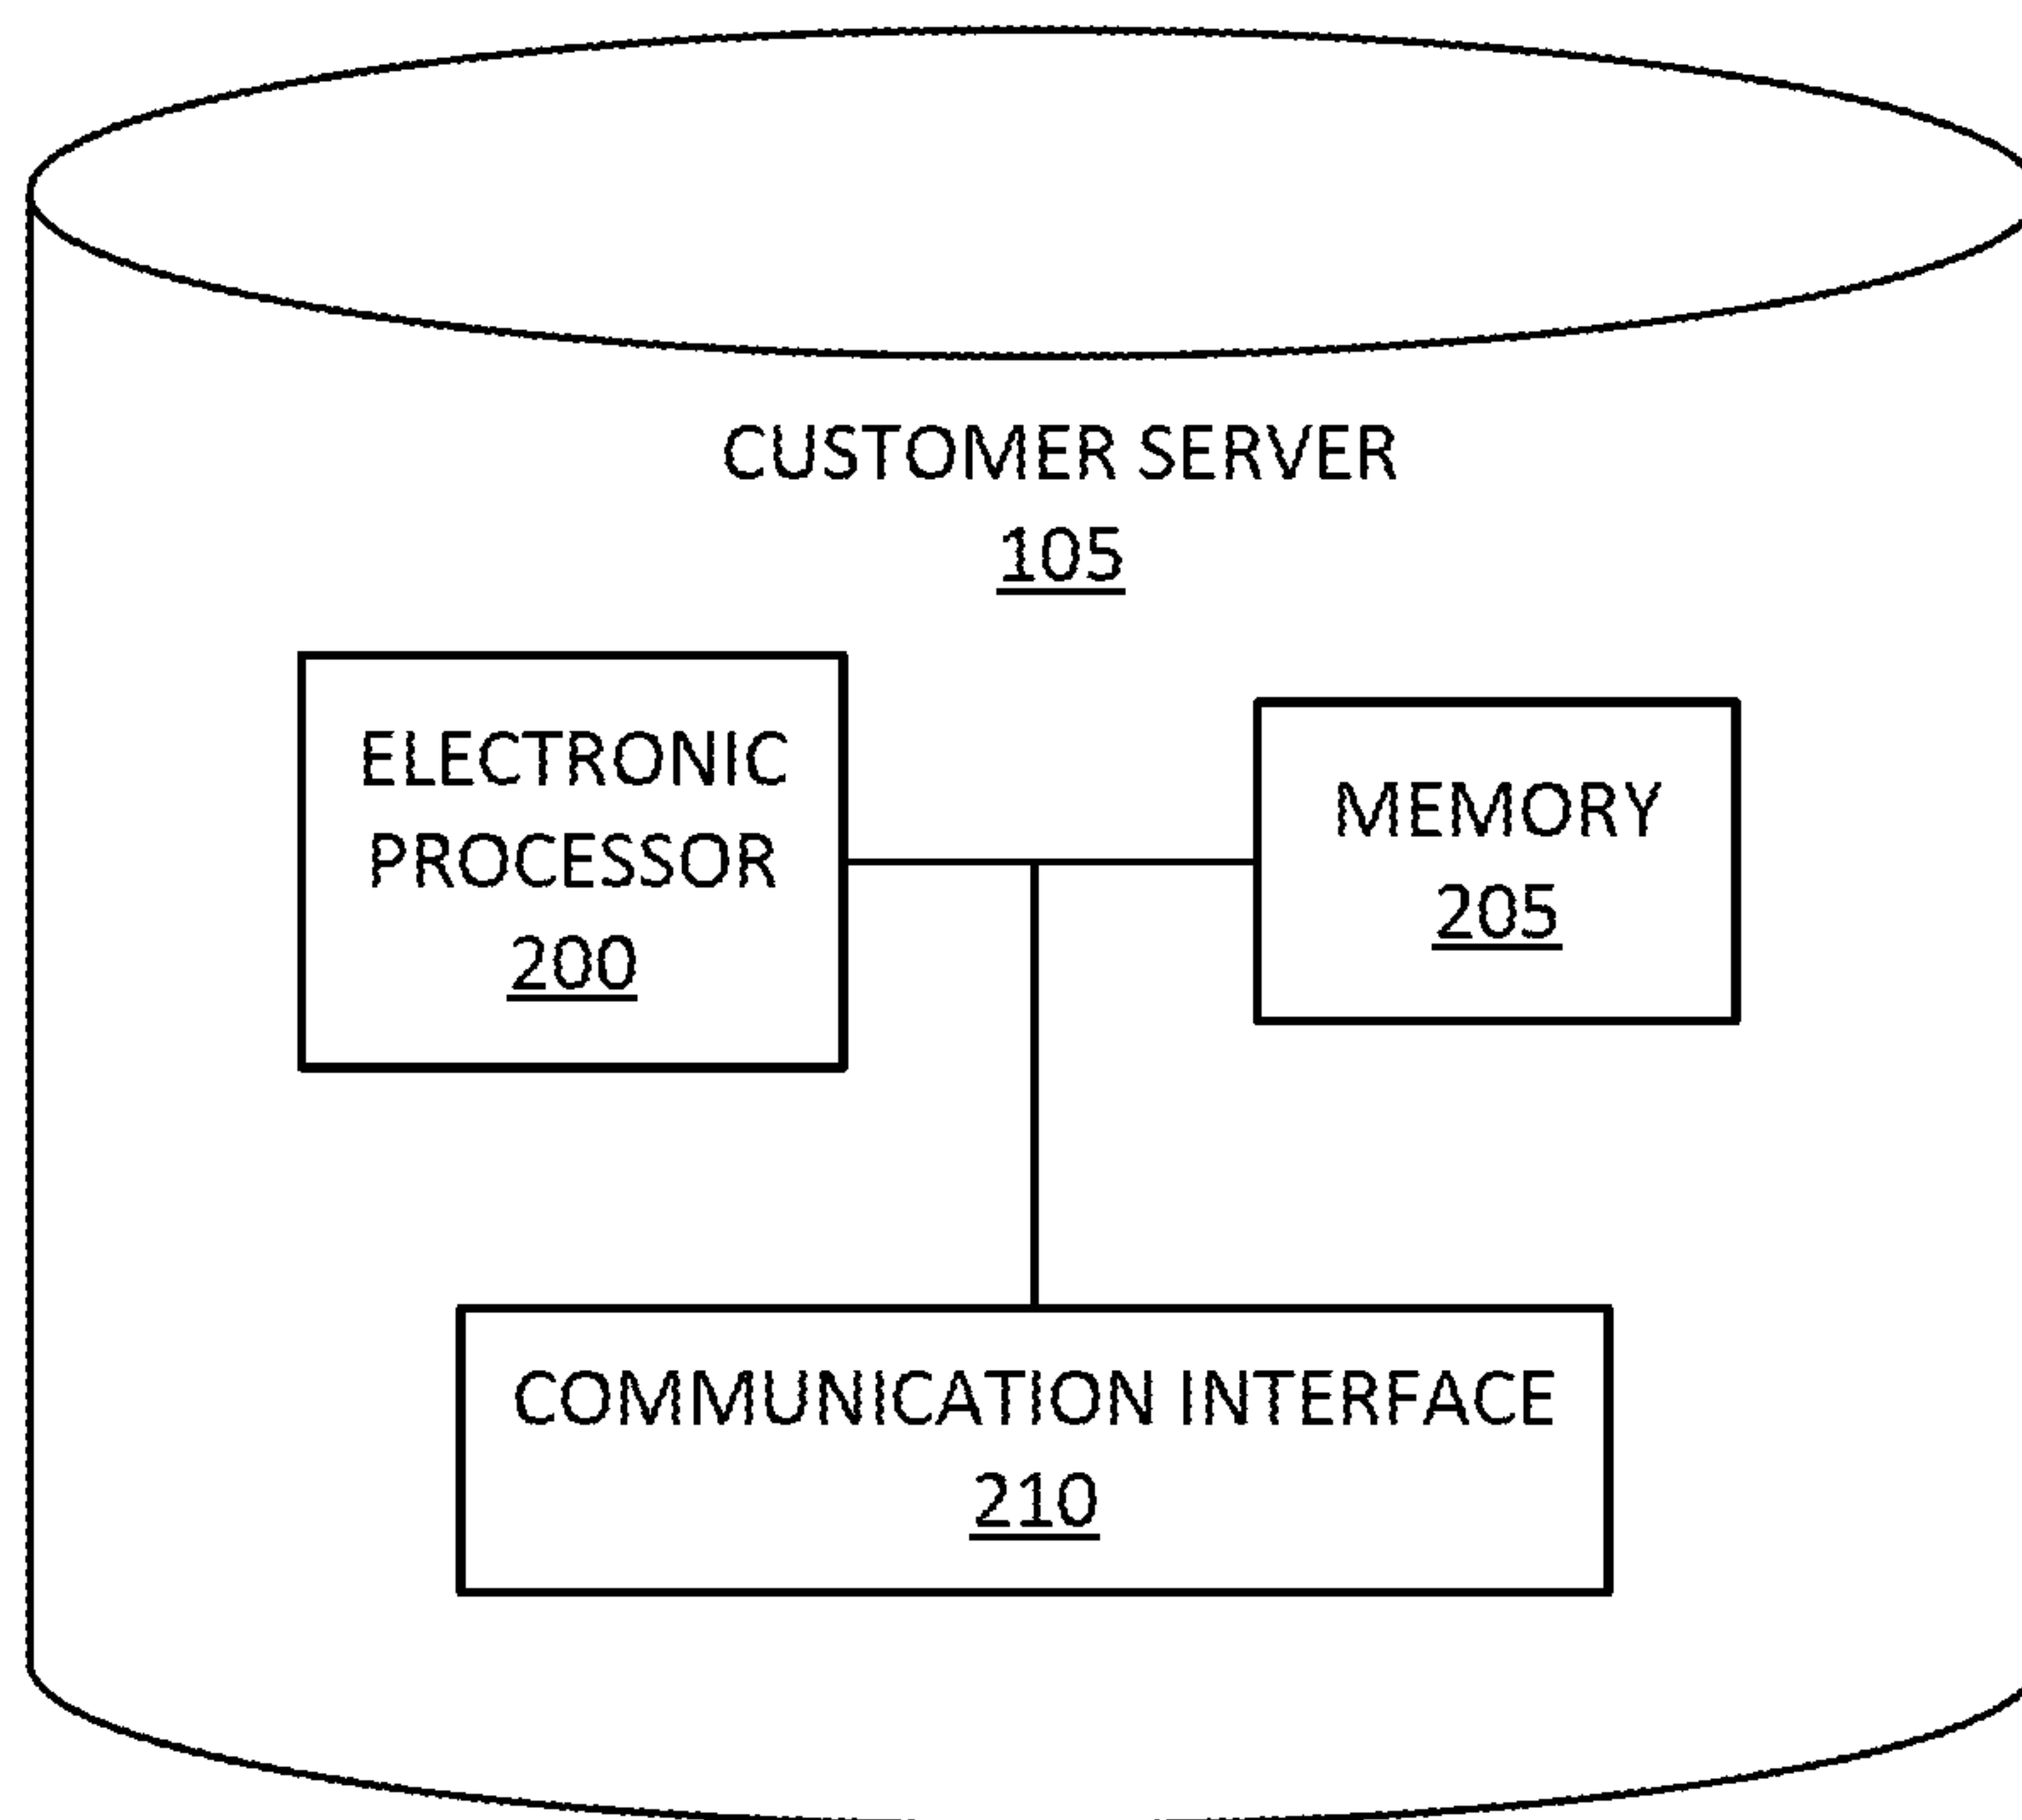 CUSTOMER SERVER
105
ELECTRONIC
PROCESSOR
200
MEMORY
205
COMMUNICATION INTERFACE
210